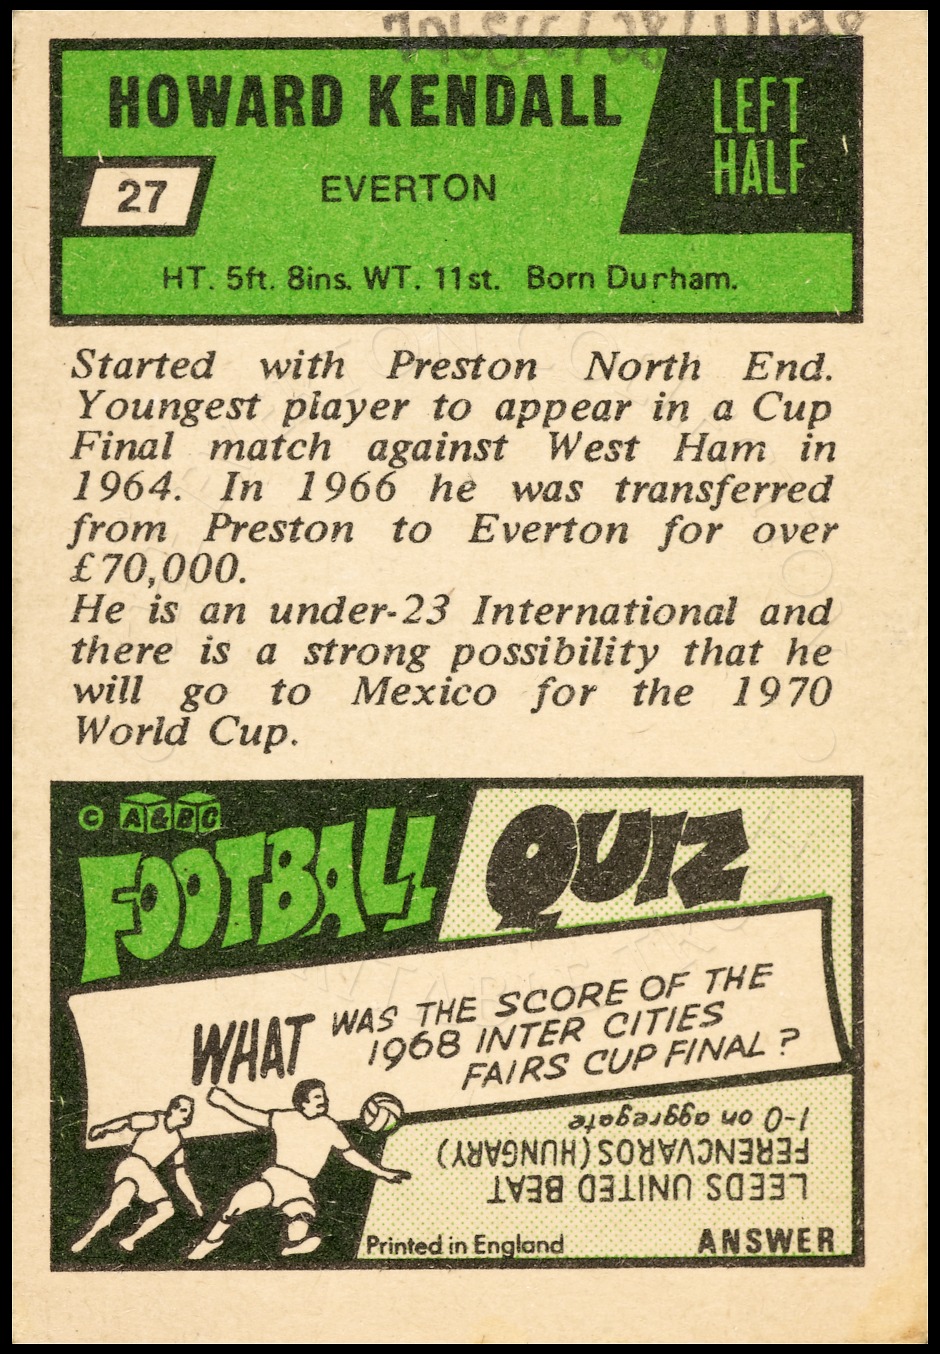 HOWARD KENDALL
LEFT
HALF
27
EVERTON
HT. 5ft. 8ins. WT. 11st. Born Durham.
Started with Preston North End.
Youngest player to appear in a Cup
Final match against West Ham in
1964. In 1966 he was transferred
from Preston to Everton for over
£70,000.
He is an under-23 International and
there is a strong possibility that he
will go to Mexico for the 1970
World Cup.
© A&BC
FOOTBALL QUIZ
WHAT WAS THE SCORE OF THE
1968 INTER CITIES
FAIRS CUP FINAL ?
LEEDS UNITED BEAT
FERENCVAROS (HUNGARY)
1-0 on aggregate
Printed in England
ANSWER